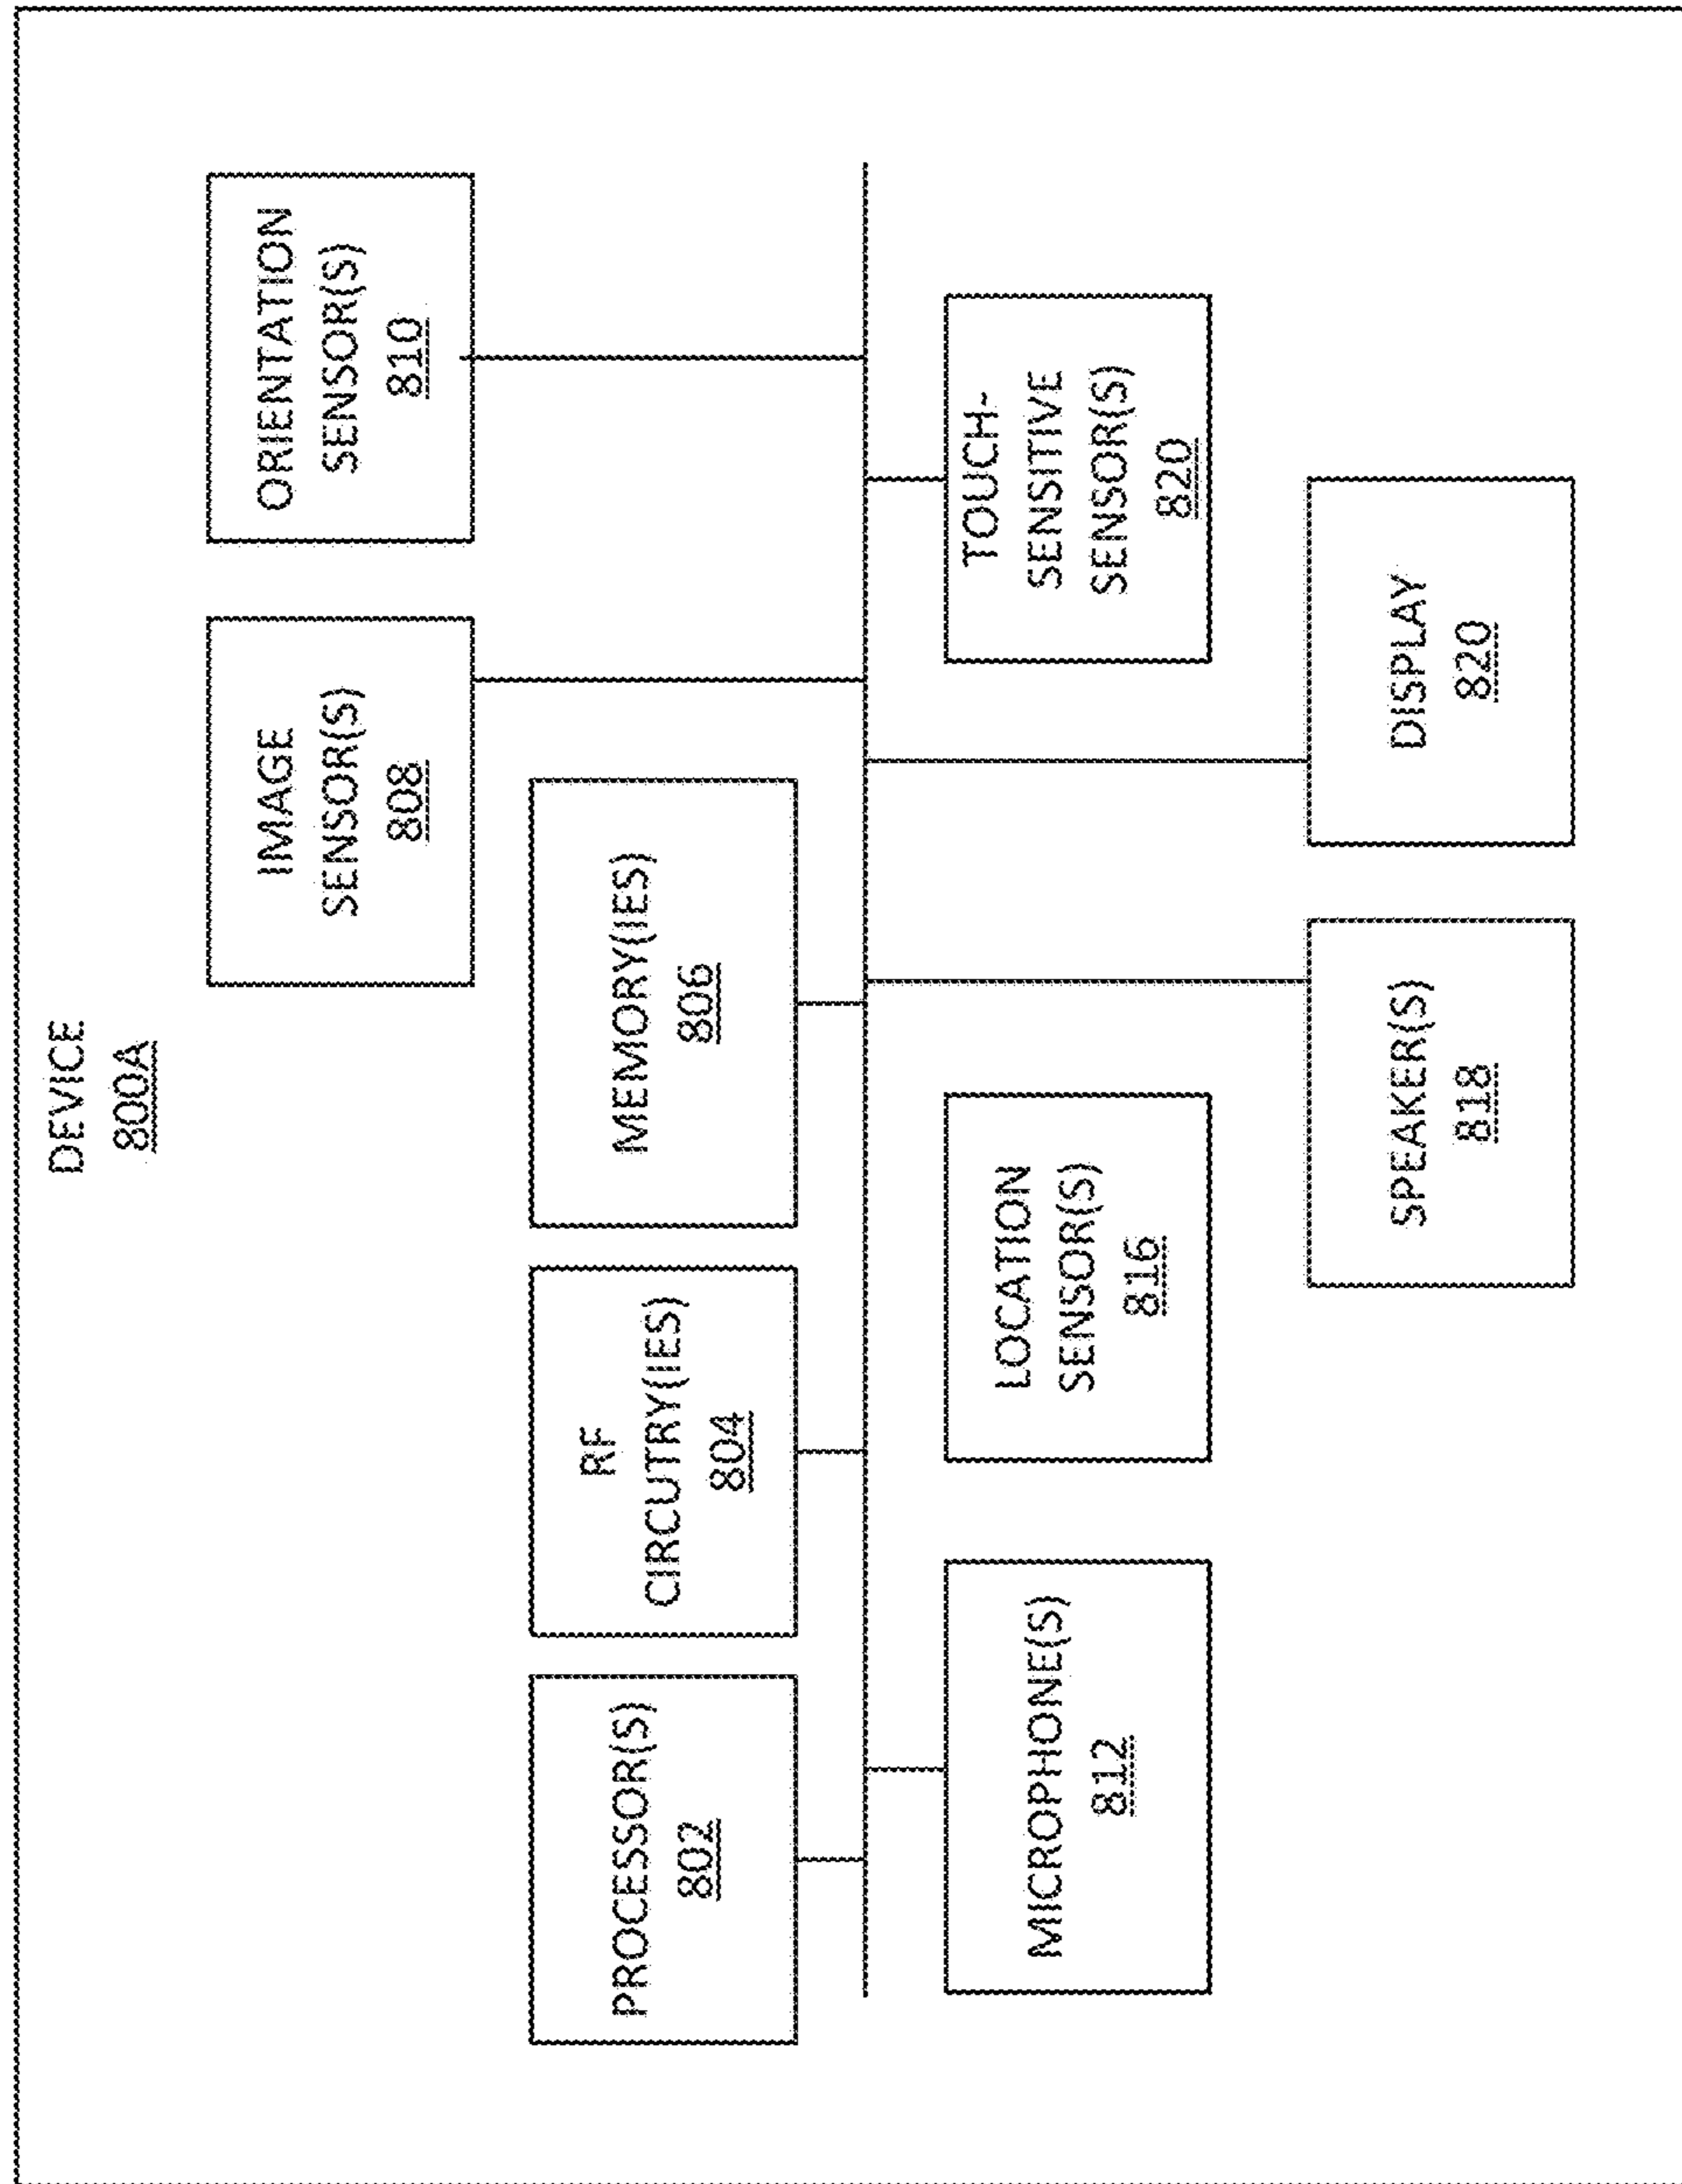 DEVICE
800A
IMAGE
SENSOR(S)
808
ORIENTATION
SENSOR(S)
810
PROCESSOR(S)
802
RF
CIRCUTRY(IES)
804
MEMORY(IES)
806
MICROPHONE(S)
812
LOCATION
SENSOR(S)
816
TOUCH-
SENSITIVE
SENSOR(S)
820
SPEAKER(S)
818
DISPLAY
820